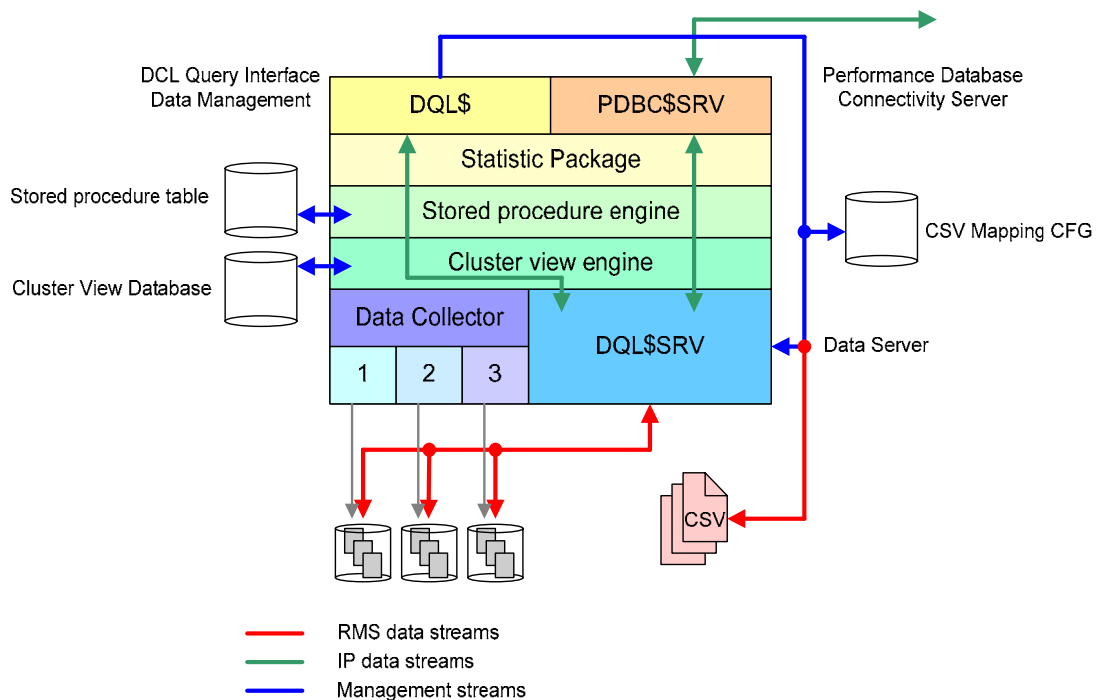 DCL Query Interface
Data Management
DQL$
PDBC$SRV
Performance Database
Connectivity Server
Statistic Package
Stored procedure table
Stored procedure engine
CSV Mapping CFG
Cluster View Database
Cluster view engine
Data Collector
DQL$SRV
Data Server
1
2
3
CSV
RMS data streams
IP data streams
Management streams